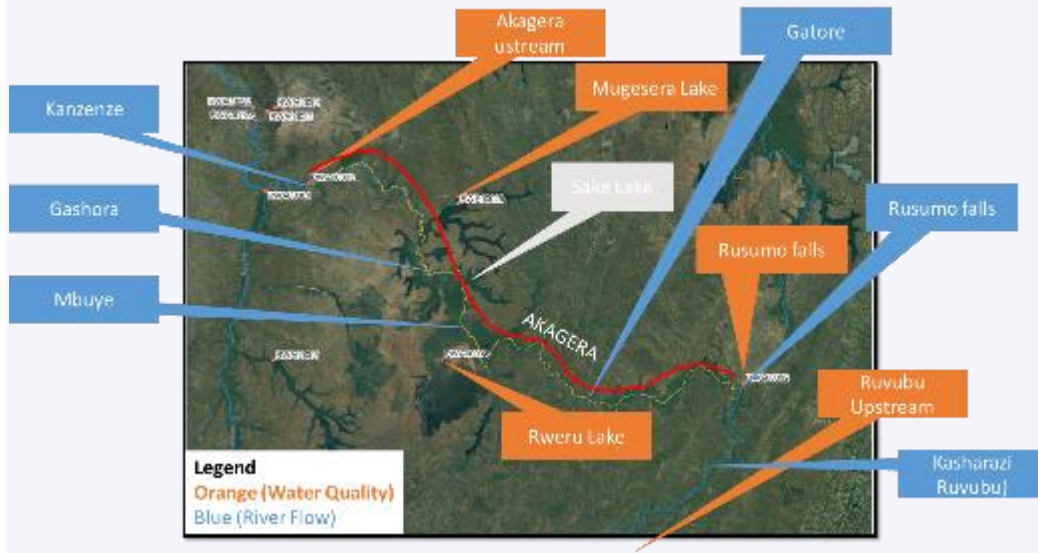 Akagera
ustream
Gatore
Kanzenze
Mugesera Lake
Gashora
Sake Lake
Rusumo falls
Rusumo falls
Mbuye
AKAGERA
Ruvubu
Upstream
Rweru Lake
Kasharazi
Ruvubu)
Legend
Orange (Water Quality)
Blue (River Flow)